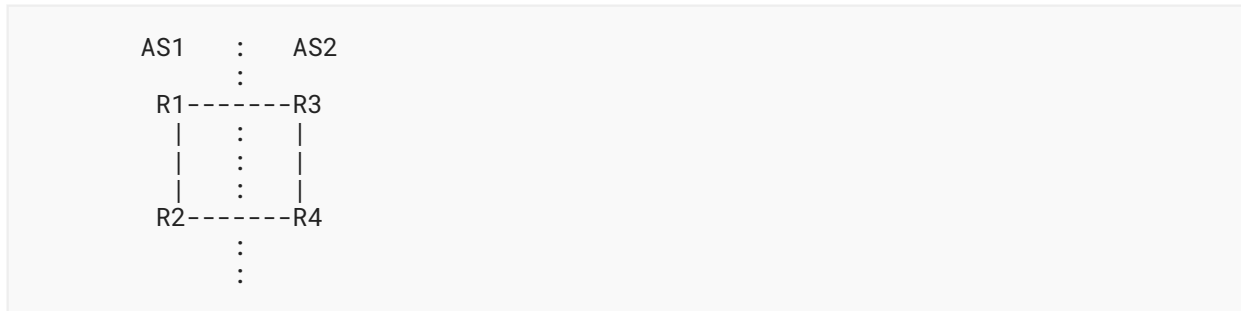 AS1   :   AS2
      :
 R1-------R3
  |   :   |
  |   :   |
  |   :   |
 R2-------R4
      :
      :